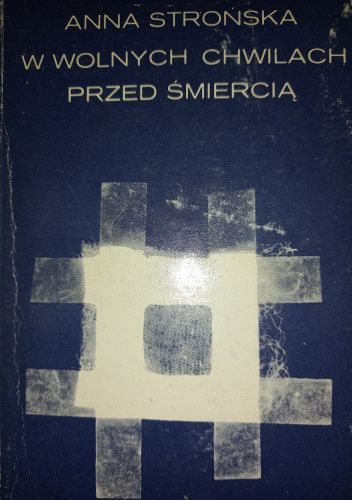 ANNA STROŃSKA
W WOLNYCH CHWILACH
PRZED ŚMIERCIĄ